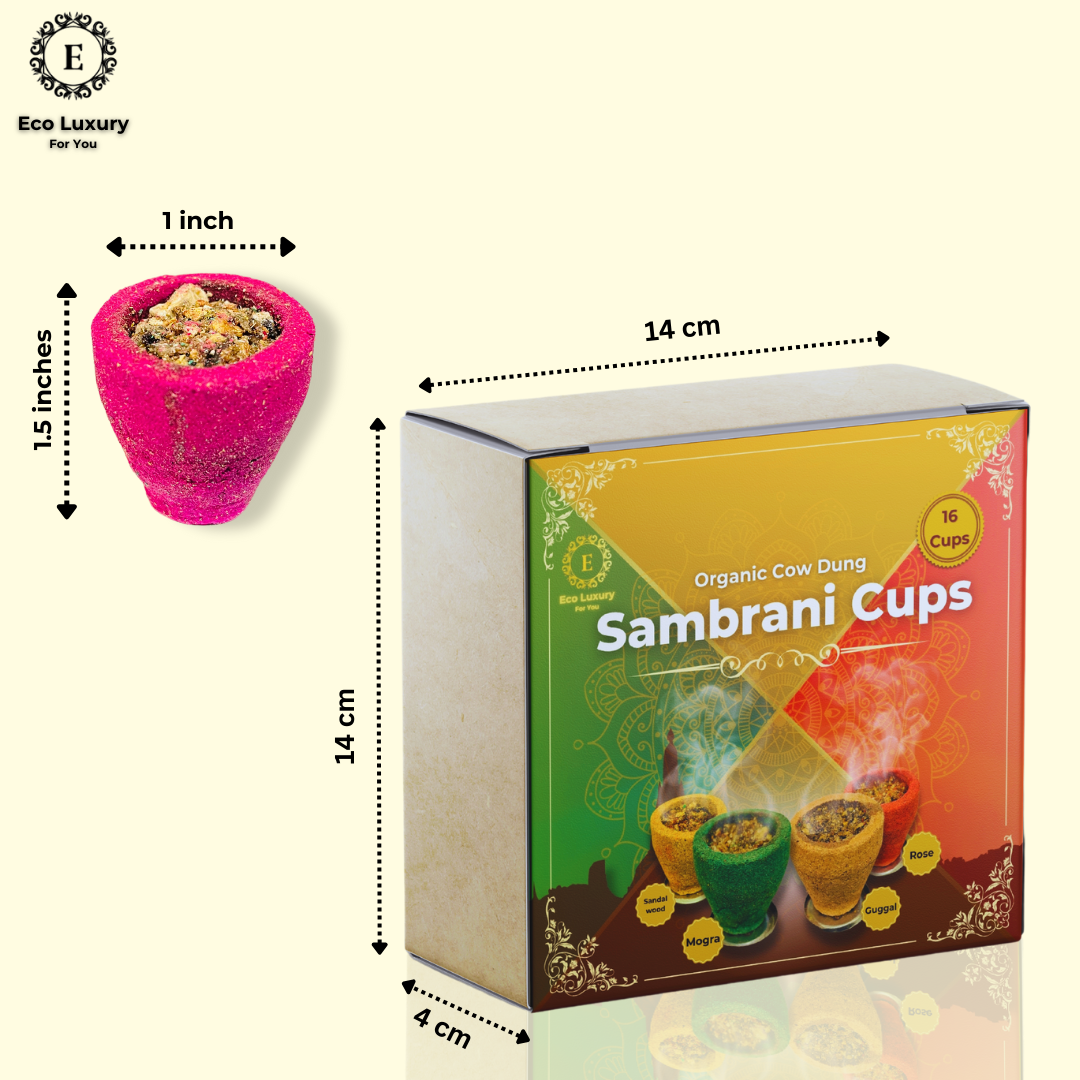 E
Eco Luxury
For You
1 inch
1.5 inches
14 cm
14 cm
4 cm
16
Cups
E
Eco Luxury
For You
Organic Cow Dung
Sambrani Cups
Rose
Sandal
wood
Guggal
Mogra
Rose